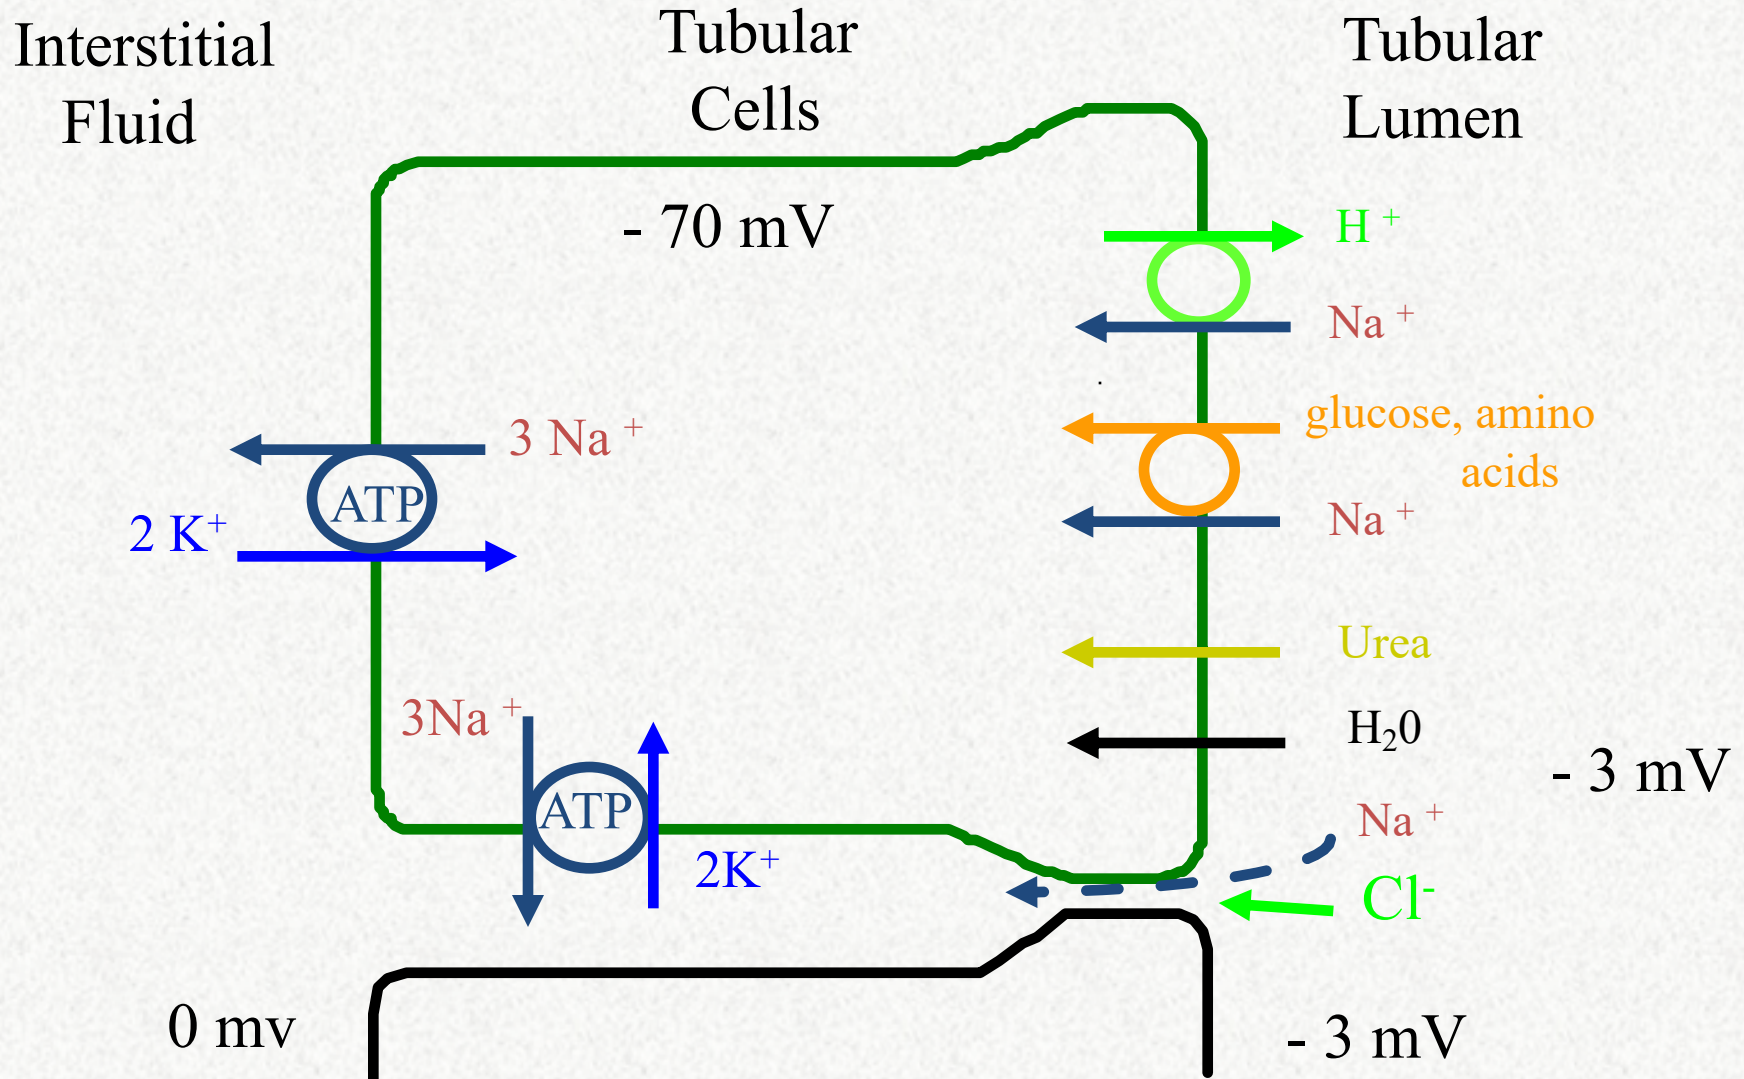 Interstitial
Fluid
Tubular
Cells
Tubular
Lumen
- 70 mV
H +
Na +
glucose, amino
acids
Na +
3 Na +
ATP
2 K+
Urea
3Na +
H20
- 3 mV
ATP
Na +
2K+
Cl-
0 mv
- 3 mV